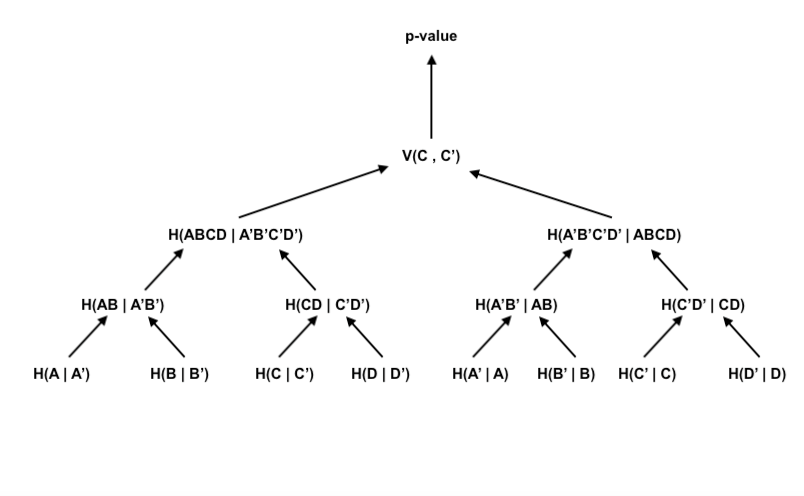 p-value
V(C , C’)
H(ABCD | A’B’C’D’) H(A’B’C’D’ | ABCD)
H(AB | A’B’) H(CD | C’D’) H(A’B’ | AB) H(C’D’ | CD)
H(A | A’) H(B | B’) H(C | C’) H(D | D’) H(A’ | A) H(B’ | B) H(C’ | C) H(D’ | D)